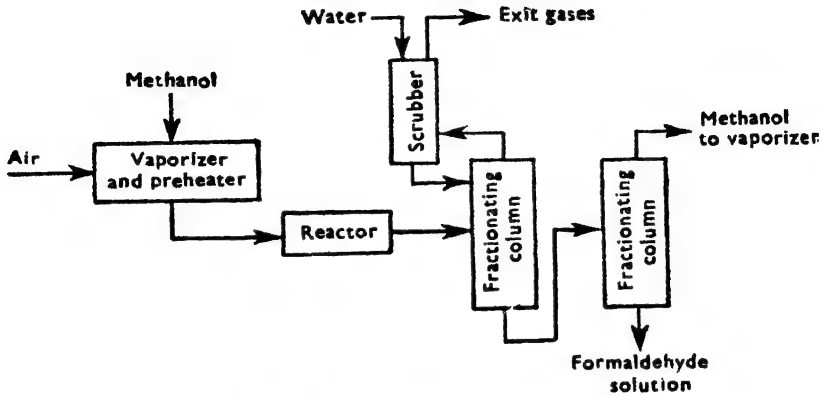 Water
Exit gases
Methanol
Scrubber
Methanol
to vaporizer
Air
Vaporizer
and preheater
Reactor
Fractionating
column
Fractionating
column
Formaldehyde
solution